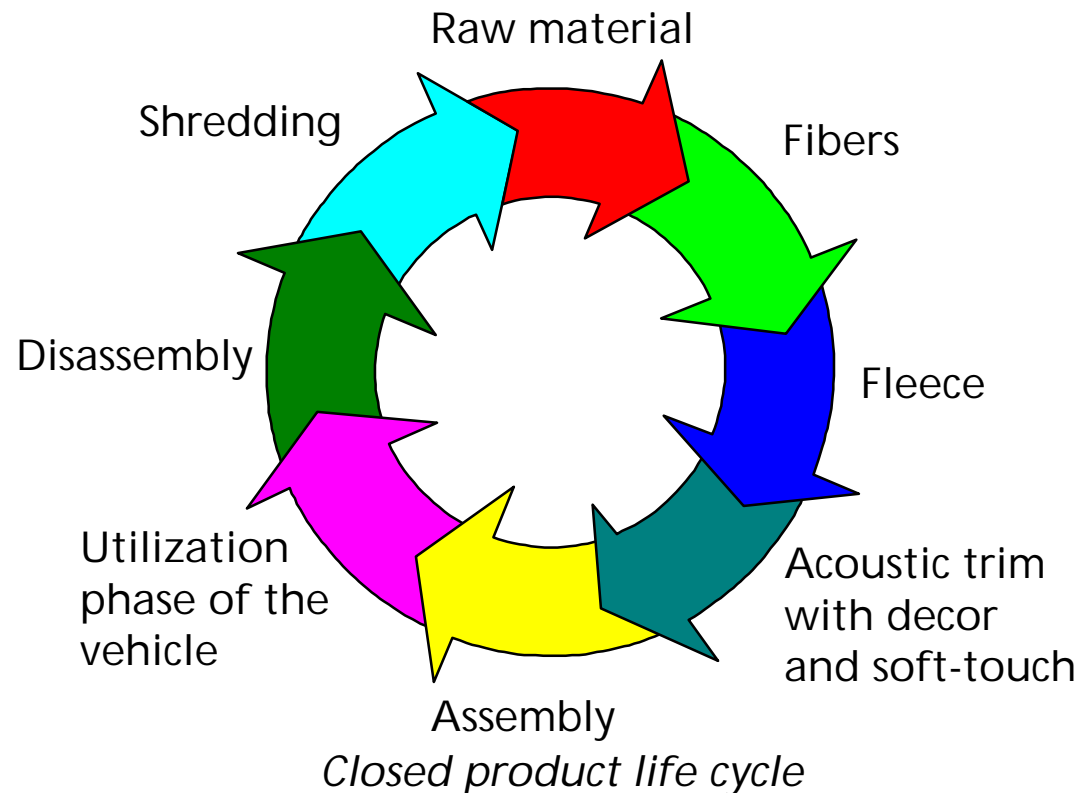 Raw material
Fibers
Fleece
Acoustic trim
with decor
and soft-touch
Assembly
Utilization
phase of the
vehicle
Disassembly
Shredding
Closed product life cycle